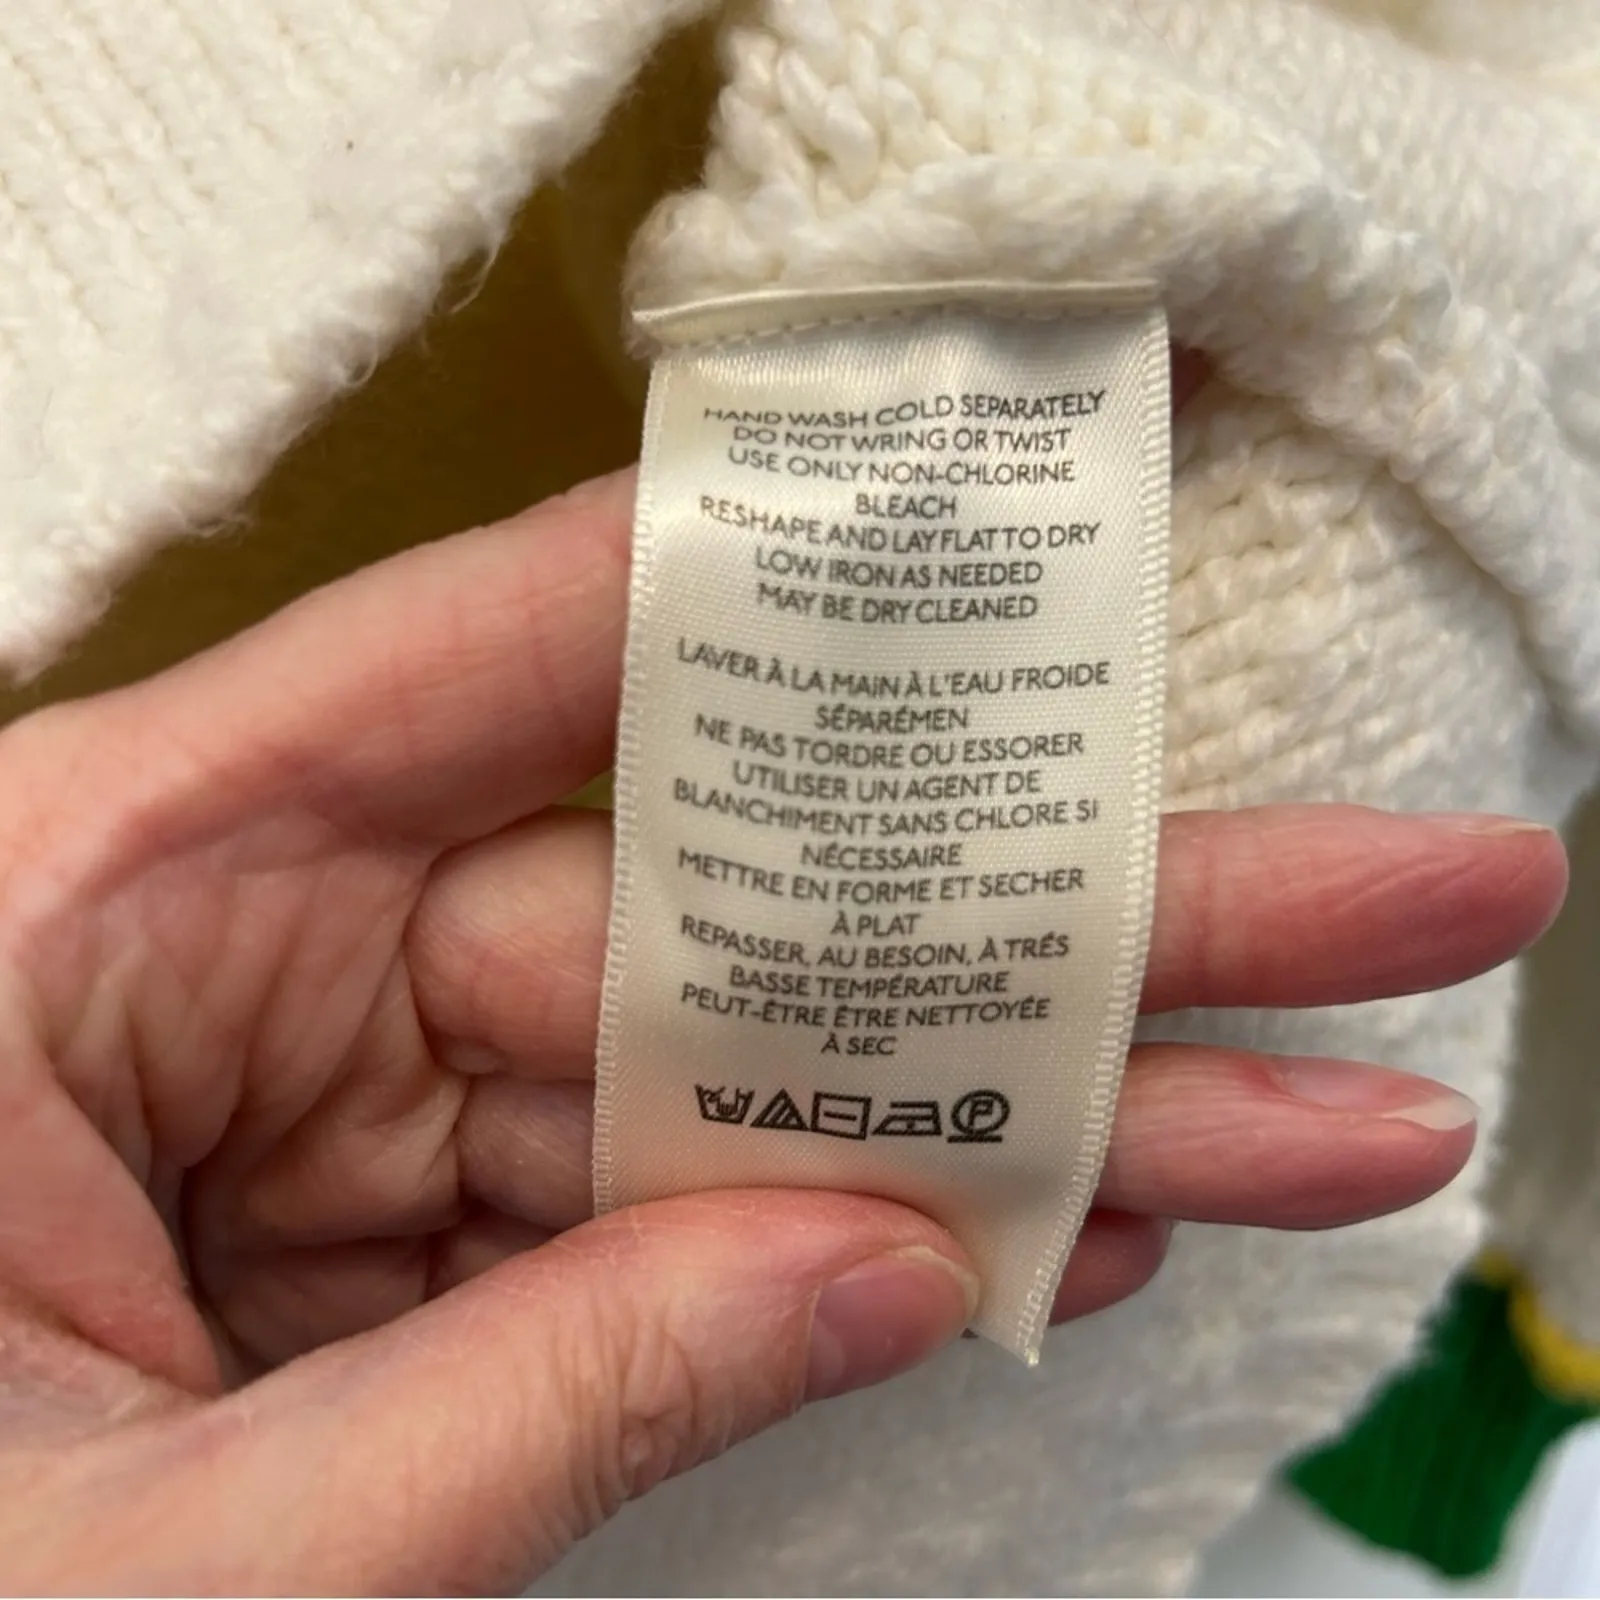 HAND WASH COLD SEPARATELY
DO NOT WRING OR TWIST
USE ONLY NON-CHLORINE
BLEACH
RESHAPE AND LAY FLAT TO DRY
LOW IRON AS NEEDED
MAY BE DRY CLEANED
LAVER À LA MAIN À L'EAU FROIDE
SÉPARÉMEN
NE PAS TORDRE OU ESSORER
UTILISER UN AGENT DE
BLANCHIMENT SANS CHLORE SI
NÉCESSAIRE
METTRE EN FORME ET SECHER
À PLAT
REPASSER, AU BESOIN, À TRÉS
BASSE TEMPÉRATURE
PEUT-ÊTRE ÊTRE NETTOYÉE
À SEC
P